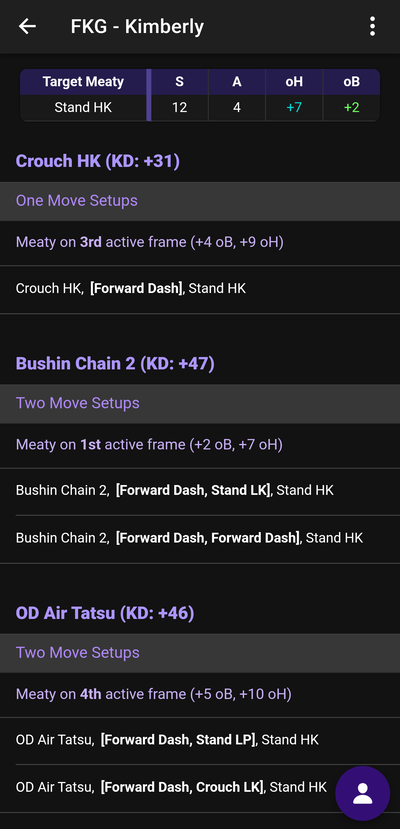 FKG - Kimberly
Target Meaty S A oH oB
Stand HK 12 4 +7 +2
Crouch HK (KD: +31)
One Move Setups
Meaty on 3rd active frame (+4 oB, +9 oH)
Crouch HK, [Forward Dash], Stand HK
Bushin Chain 2 (KD: +47)
Two Move Setups
Meaty on 1st active frame (+2 oB, +7 oH)
Bushin Chain 2, [Forward Dash, Stand LK], Stand HK
Bushin Chain 2, [Forward Dash, Forward Dash], Stand HK
OD Air Tatsu (KD: +46)
Two Move Setups
Meaty on 4th active frame (+5 oB, +10 oH)
OD Air Tatsu, [Forward Dash, Stand LP], Stand HK
OD Air Tatsu, [Forward Dash, Crouch LK], Stand HK